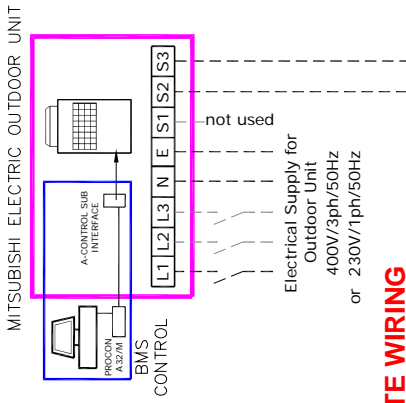 MITSUBISHI ELECTRIC OUTDOOR UNIT
A-CONTROL SUB
INTERFACE
PROCON
A32/M
BMS
CONTROL
L1 L2 L3 N E S1 S2 S3
not used
Electrical Supply for
Outdoor Unit
400V/3ph/50Hz
or 230V/1ph/50Hz
TE WIRING